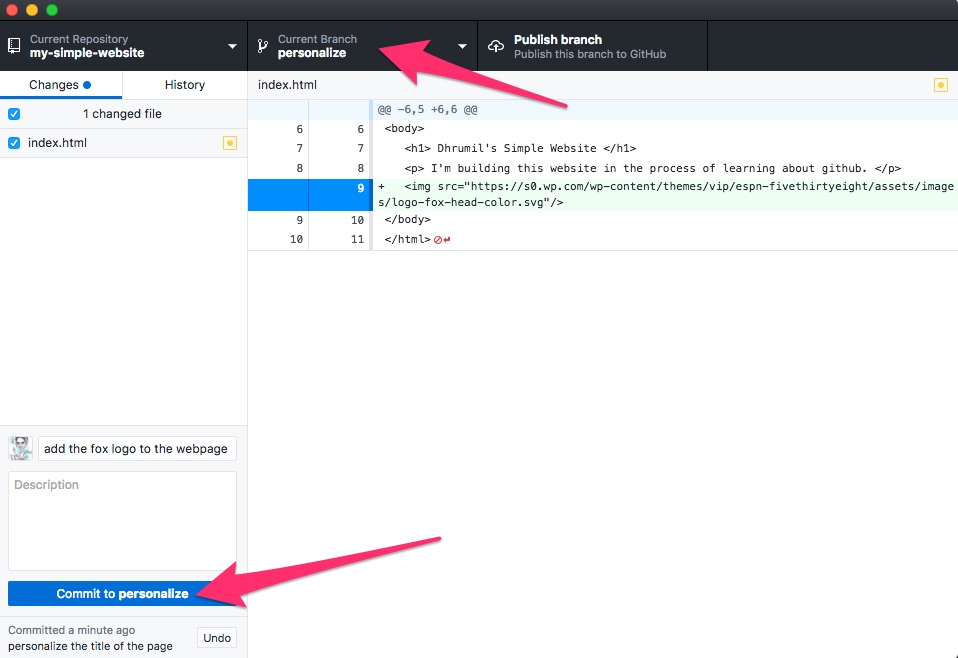 Current Repository
my-simple-website
Current Branch
personalize
Publish branch
Publish this branch to GitHub
Changes
History
index.html
1 changed file
index.html
@@ -6,5 +6,6 @@
6 6 <body>
7 7 <h1> Dhrumil's Simple Website </h1>
8 8 <p> I'm building this website in the process of learning about github. </p>
9 + <img src="https://s0.wp.com/wp-content/themes/vip/espn-fivethirtyeight/assets/image
s/logo-fox-head-color.svg"/>
9 10 </body>
10 11 </html>
add the fox logo to the webpage
Description
Commit to personalize
Committed a minute ago
personalize the title of the page
Undo